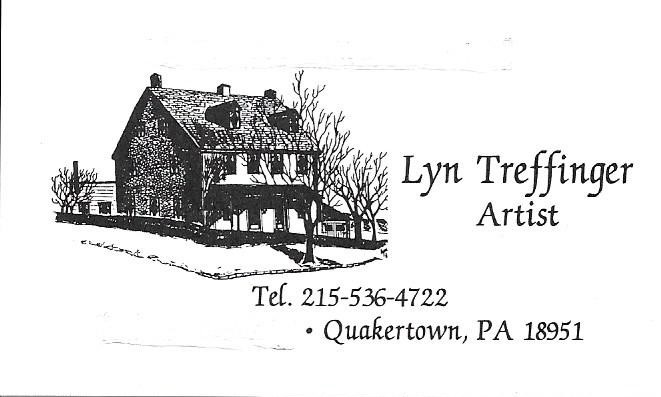 Lyn Treffinger
Artist
Tel. 215-536-4722
• Quakertown, PA 18951